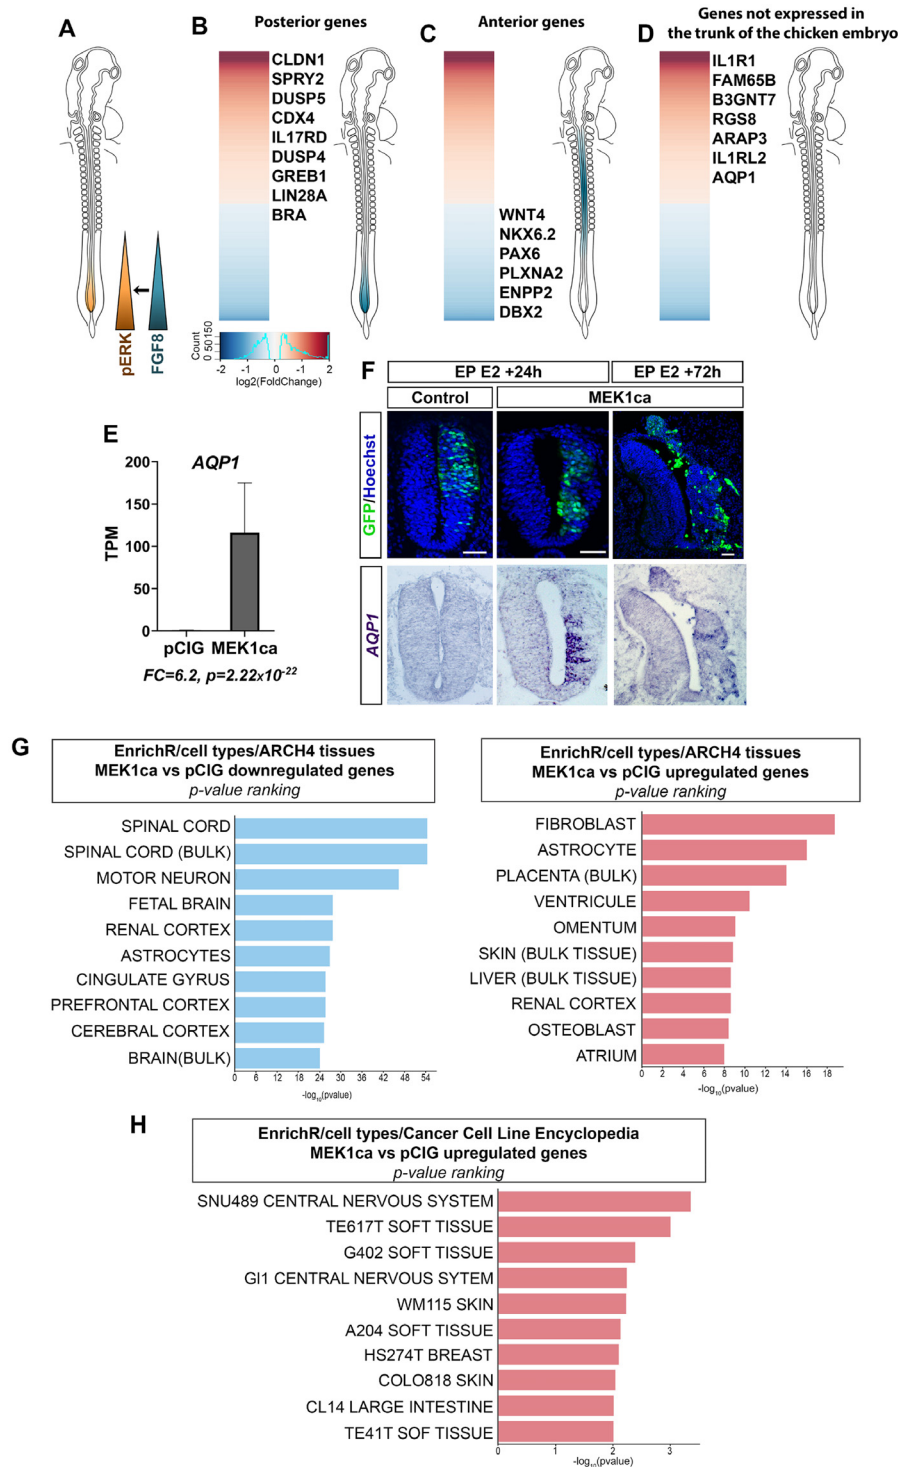 A
B
Posterior genes
CLDN1
SPRY2
DUSP5
CDX4
IL17RD
DUSP4
GREB1
LIN28A
BRA
pERK
FGF8
Count
0 50 150
-2 -1 0 -1 2
log2(FoldChange)
C
Anterior genes
WNT4
NKX6.2
PAX6
PLXNA2
ENPP2
DBX2
D
Genes not expressed in
the trunk of the chicken embryo
IL1R1
FAM65B
B3GNT7
RGS8
ARAP3
IL1RL2
AQP1
E
AQP1
TPM
200
150
100
50
0
pCIG MEK1ca
FC=6.2, p=2.22x10-22
F
EP E2 +24h
EP E2 +72h
Control
MEK1ca
GFP/Hoechst
AQP1
G
EnrichR/cell types/ARCH4 tissues
MEK1ca vs pCIG downregulated genes
p-value ranking
SPINAL CORD
SPINAL CORD (BULK)
MOTOR NEURON
FETAL BRAIN
RENAL CORTEX
ASTROCYTES
CINGULATE GYRUS
PREFRONTAL CORTEX
CEREBRAL CORTEX
BRAIN(BULK)
0 6 12 18 24 30 36 42 48 54
-log10(pvalue)
EnrichR/cell types/ARCH4 tissues
MEK1ca vs pCIG upregulated genes
p-value ranking
FIBROBLAST
ASTROCYTE
PLACENTA (BULK)
VENTRICULE
OMENTUM
SKIN (BULK TISSUE)
LIVER (BULK TISSUE)
RENAL CORTEX
OSTEOBLAST
ATRIUM
0 2 4 6 8 10 12 14 16 18
-log10(pvalue)
H
EnrichR/cell types/Cancer Cell Line Encyclopedia
MEK1ca vs pCIG upregulated genes
p-value ranking
SNU489 CENTRAL NERVOUS SYSTEM
TE617T SOFT TISSUE
G402 SOFT TISSUE
GI1 CENTRAL NERVOUS SYTEM
WM115 SKIN
A204 SOFT TISSUE
HS274T BREAST
COLO818 SKIN
CL14 LARGE INTESTINE
TE41T SOF TISSUE
0 1 2 3
-log10(pvalue)